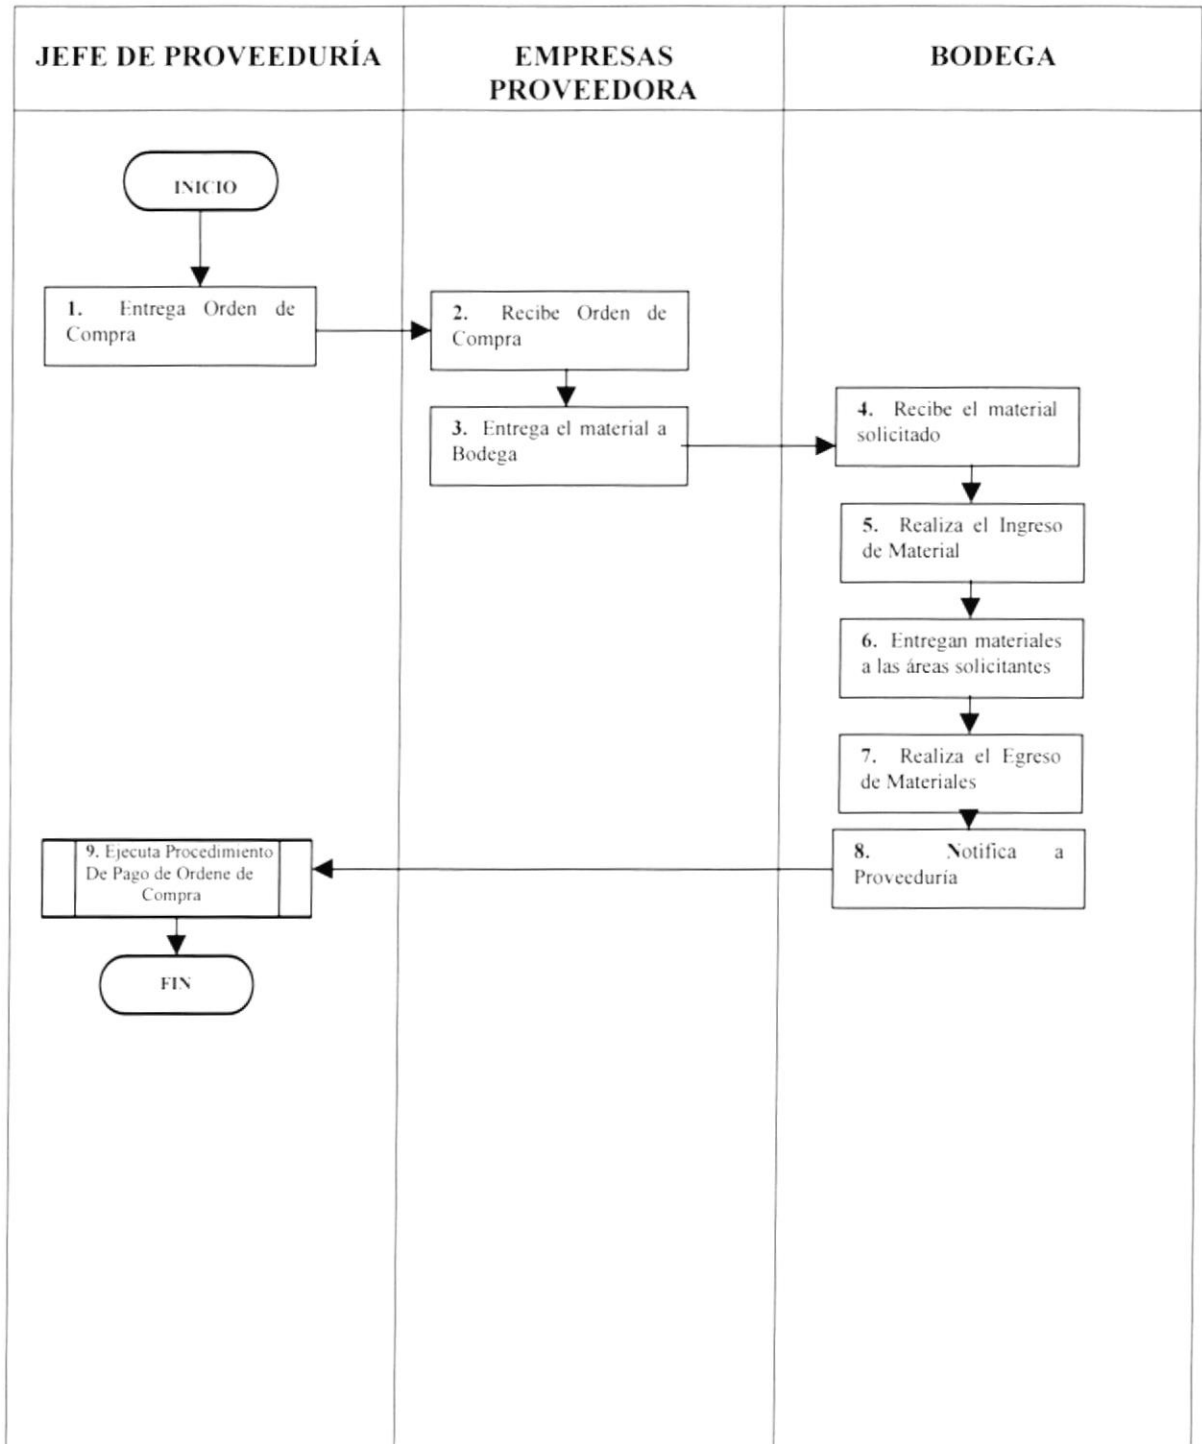 JEFE DE PROVEEDURÍA
EMPRESAS
PROVEEDORA
BODEGA
INICIO
1. Entrega Orden de
Compra
2. Recibe Orden de
Compra
3. Entrega el material a
Bodega
4. Recibe el material
solicitado
5. Realiza el Ingreso
de Material
6. Entregan materiales
a las áreas solicitantes
7. Realiza el Egreso
de Materiales
8. Notifica a
Proveeduría
9. Ejecuta Procedimiento
De Pago de Ordene de
Compra
FIN